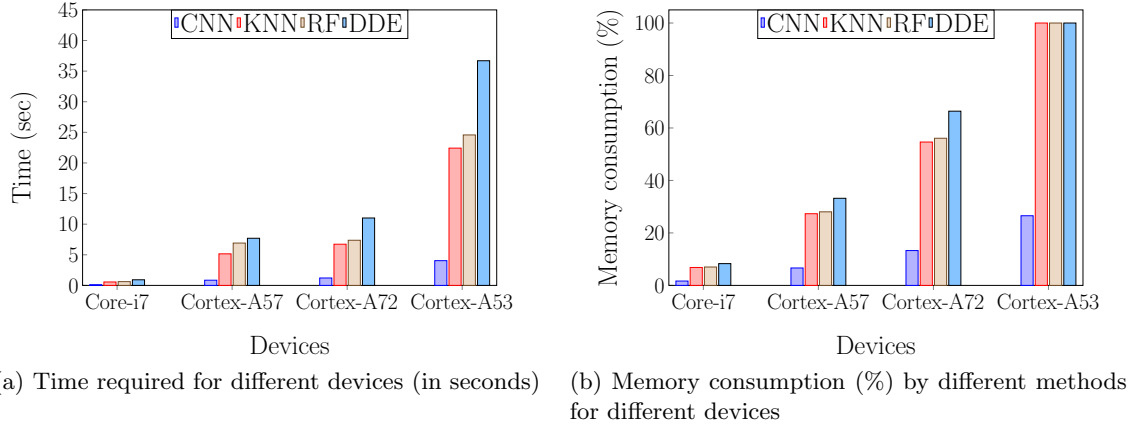 45
40
35
30
25
20
15
10
5
0
Time (sec)
CNN KNN RF DDE
Core-i7 Cortex-A57 Cortex-A72 Cortex-A53
Devices
a) Time required for different devices (in seconds)
100
80
60
40
20
0
Memory consumption (%)
CNN KNN RF DDE
Core-i7 Cortex-A57 Cortex-A72 Cortex-A53
Devices
(b) Memory consumption (%) by different methods
for different devices